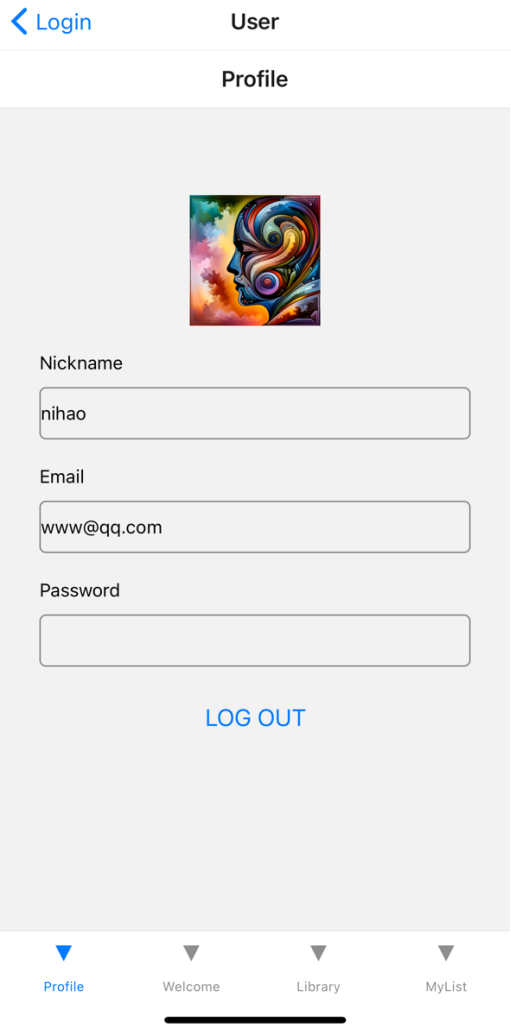 Login
User
Profile
Nickname
nihao
Email
www@qq.com
Password
LOG OUT
Profile
Welcome
Library
MyList